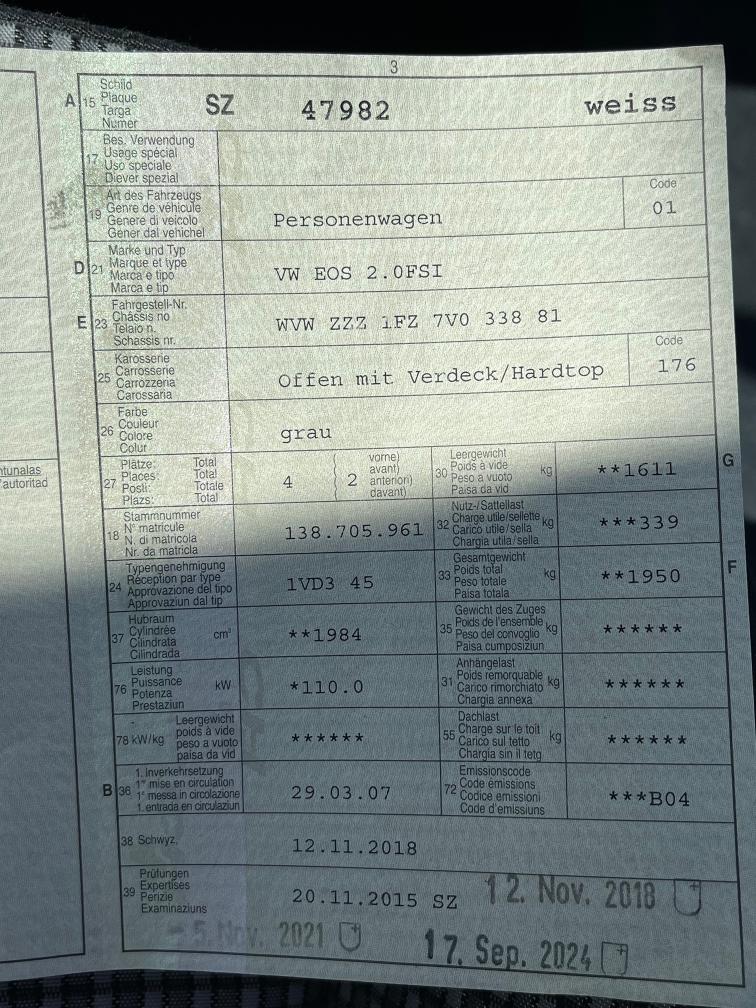 3
A 15 Schild Plaque Targa Numer SZ 47982 weiss
17 Bes. Verwendung Usage spécial Uso speciale Diever spezial
19 Art des Fahrzeugs Genre de véhicule Genere di veicolo Gener dal vehichel Personenwagen Code 01
D 21 Marke und Typ Marque et type Marca e tipo Marca e tip VW EOS 2.0FSI
E 23 Fahrgestell-Nr. Châssis no Telaio n. Schassis nr. WVW ZZZ 1FZ 7V0 338 81
25 Karosserie Carrosserie Carrozzeria Carossaria Offen mit Verdeck/Hardtop Code 176
26 Farbe Couleur Colore Colur grau
27 Plätze: Total Places: Total Posti: Totale Plazs: Total 4 2 vorne) avant) anteriori) davant) 30 Leergewicht Poids à vide Peso a vuoto Paisa da vid kg **1611 G
18 Stammnummer N° matricule N. di matricola Nr. da matricla 138.705.961 32 Nutz-/Sattellast Charge utile/sellette Carico utile/sella Chargia utila/sella kg ***339
24 Typengenehmigung Réception par type Approvazione del tipo Approvaziun dal tip 1VD3 45 33 Gesamtgewicht Poids total Peso totale Paisa totala kg **1950 F
37 Hubraum Cylindrée Cilindrata Cilindrada cm³ **1984 35 Gewicht des Zuges Poids de l'ensemble Peso del convoglio Paisa cumposiziun kg ******
76 Leistung Puissance Potenza Prestaziun kW *110.0 31 Anhängelast Poids remorquable Carico rimorchiato Chargia annexa kg ******
78 kW/kg Leergewicht poids à vide peso a vuoto paisa da vid ****** 55 Dachlast Charge sur le toit Carico sul tetto Chargia sin il tetg kg ******
B 36 1. Inverkehrsetzung 1re mise en circulation 1a messa in circolazione 1. entrada en circulaziun 29.03.07 72 Emissionscode Code émissions Codice emissioni Code d'emissiuns ***B04
38 Schwyz, 12.11.2018
39 Prüfungen Expertises Perizie Examinaziuns 20.11.2015 SZ 12. Nov. 2018
5. Nov. 2021 17. Sep. 2024
autoritad